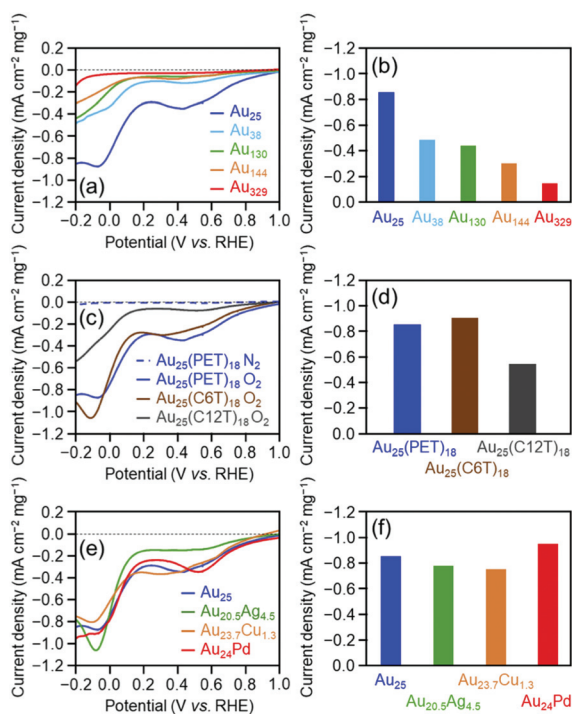 0.2
0.0
−0.2
−0.4
−0.6
−0.8
−1.0
−1.2
Current density (mA cm⁻² mg⁻¹)
Au₂₅
Au₃₈
Au₁₃₀
Au₁₄₄
Au₃₂₉
(a)
−0.2 0.0 0.2 0.4 0.6 0.8 1.0
Potential (V vs. RHE)
−1.2
−1.0
−0.8
−0.6
−0.4
−0.2
0.0
Current density (mA cm⁻² mg⁻¹)
(b)
Au₂₅ Au₃₈ Au₁₃₀ Au₁₄₄ Au₃₂₉
0.2
0.0
−0.2
−0.4
−0.6
−0.8
−1.0
−1.2
Current density (mA cm⁻² mg⁻¹)
(c)
Au₂₅(PET)₁₈ N₂
Au₂₅(PET)₁₈ O₂
Au₂₅(C6T)₁₈ O₂
Au₂₅(C12T)₁₈ O₂
−0.2 0.0 0.2 0.4 0.6 0.8 1.0
Potential (V vs. RHE)
−1.2
−1.0
−0.8
−0.6
−0.4
−0.2
0.0
Current density (mA cm⁻² mg⁻¹)
(d)
Au₂₅(PET)₁₈ Au₂₅(C12T)₁₈
Au₂₅(C6T)₁₈
0.2
0.0
−0.2
−0.4
−0.6
−0.8
−1.0
−1.2
Current density (mA cm⁻² mg⁻¹)
(e)
Au₂₅
Au₂₀.₅Ag₄.₅
Au₂₃.₇Cu₁.₃
Au₂₄Pd
−0.2 0.0 0.2 0.4 0.6 0.8 1.0
Potential (V vs. RHE)
−1.2
−1.0
−0.8
−0.6
−0.4
−0.2
0.0
Current density (mA cm⁻² mg⁻¹)
(f)
Au₂₅ Au₂₃.₇Cu₁.₃
Au₂₀.₅Ag₄.₅ Au₂₄Pd